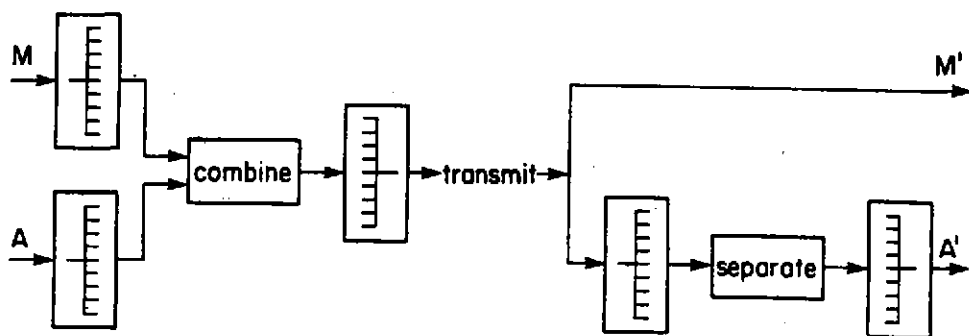 M
M'
combine
transmit
A
separate
A'